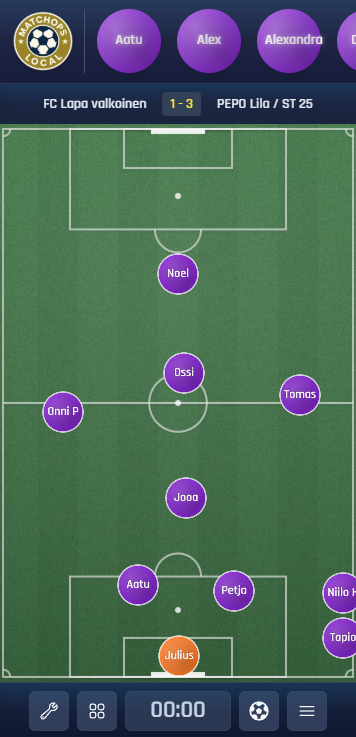 MATCHOPS
LOCAL
Aatu
Alex
Alexandra
FC Lapa valkoinen
1 - 3
PEPO Lila / ST 25
Noel
Ossi
Tomas
Onni P
Jooa
Aatu
Petja
Niilo
Tapio
Julius
00:00